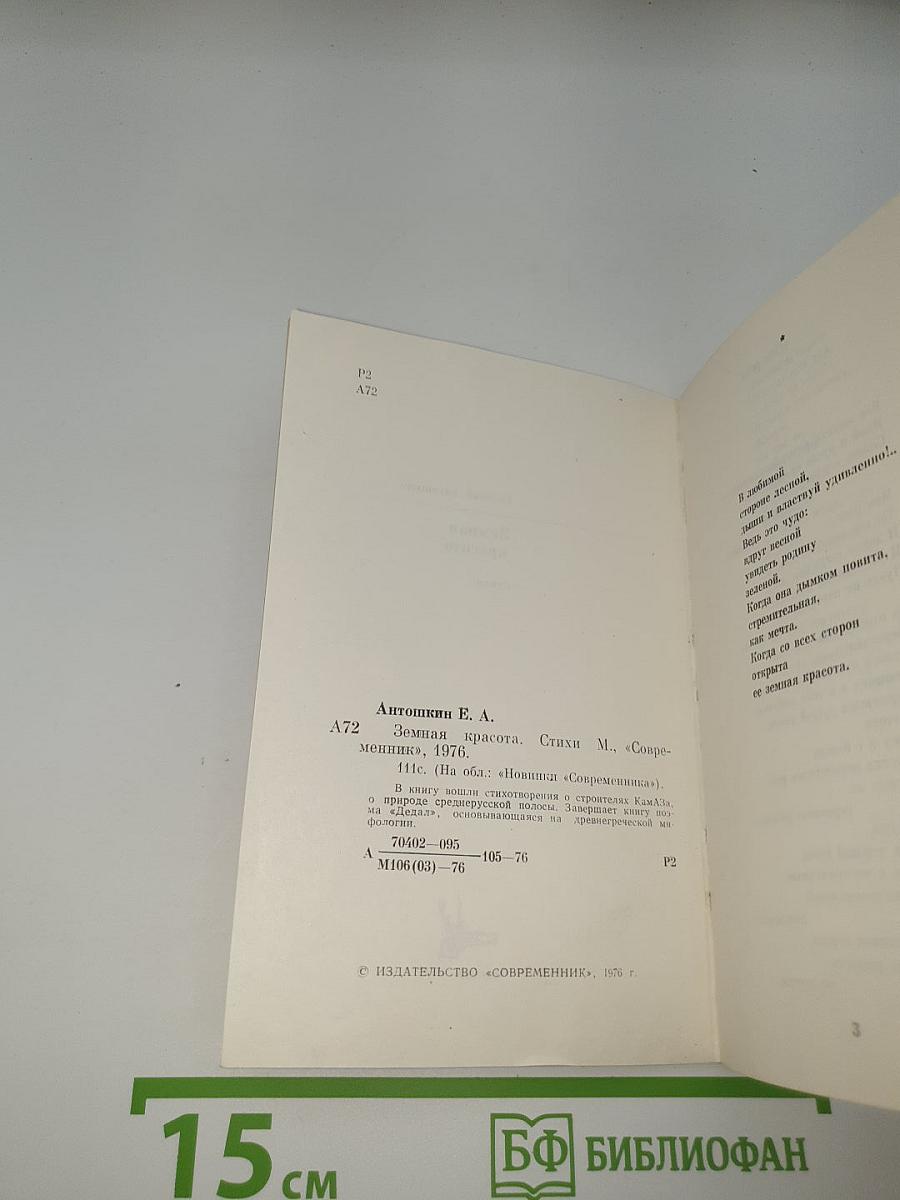 Р2
А72
Антошкин Е. А.
А72 Земная красота. Стихи М., «Совре-
менник», 1976.
111с. (На обл.: «Новинки «Современника»).
В книгу вошли стихотворения о строителях КамАЗа,
о природе среднерусской полосы. Завершает книгу поэ-
ма «Дедал», основывающаяся на древнегреческой ми-
фологии.
А 70402—095
М106(03)—76
105—76
Р2
© ИЗДАТЕЛЬСТВО «СОВРЕМЕННИК», 1976 г.
В любимой
стороне лесной,
дыши и властвуй удивленно!..
Ведь это чудо:
вдруг весной
увидеть родину
зеленой.
Когда она дымком повита,
стремительная,
как мечта.
Когда со всех сторон
открыта
ее земная красота.
3
15 см
БФ БИБЛИОФАН